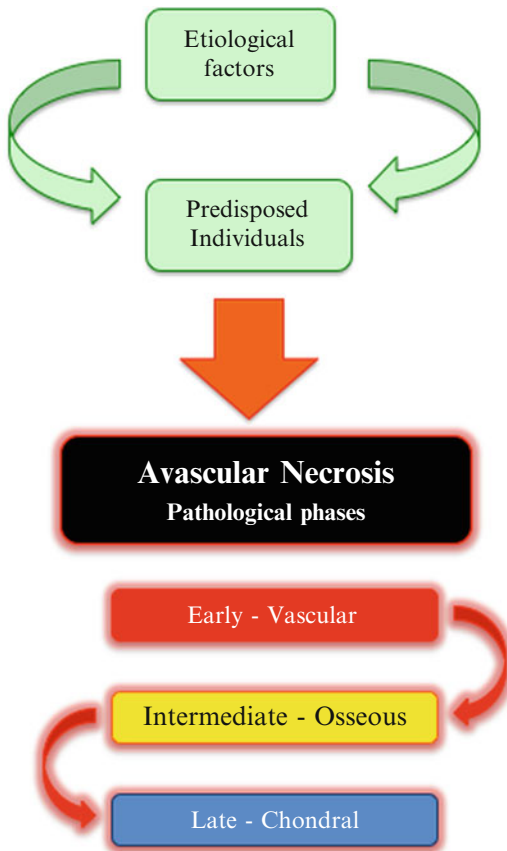 Etiological
factors
Predisposed
Individuals
Avascular Necrosis
Pathological phases
Early - Vascular
Intermediate - Osseous
Late - Chondral